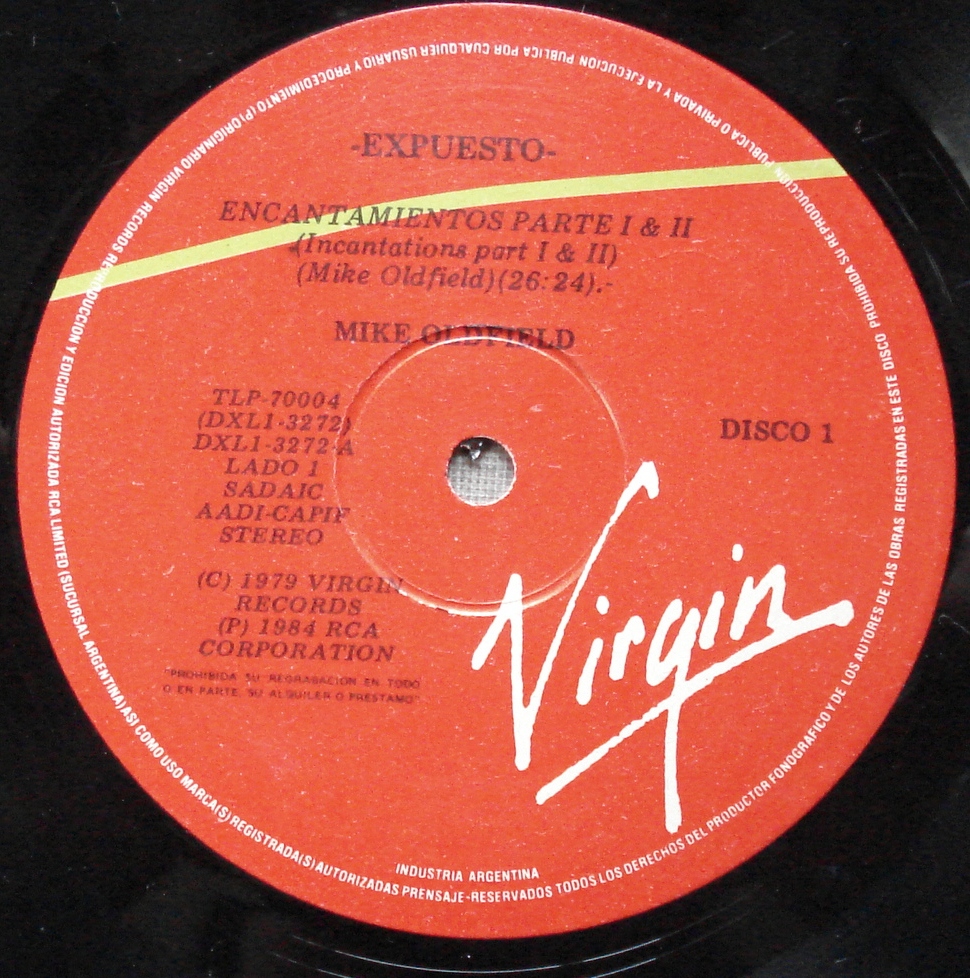 -EXPUESTO-
ENCANTAMIENTOS PARTE I & II
(Incantations part I & II)
(Mike Oldfield)(26:24).-
MIKE OLDFIELD
TLP-70004
(DXL1-3272)
DXL1-3272-A
LADO 1
SADAIC
AADI-CAPIF
STEREO
DISCO 1
(C) 1979 VIRGIN
RECORDS
(P) 1984 RCA
CORPORATION
"PROHIBIDA SU REGRABACION EN TODO
O EN PARTE, SU ALQUILER O PRESTAMO"
Virgin
INDUSTRIA ARGENTINA
(P) ORIGINARIO VIRGIN RECORDS REPRODUCCION Y EDICION AUTORIZADA RCA LIMITED (SUCURSAL ARGENTINA) ASI COMO USO MARCA(S) REGISTRADA(S) AUTORIZADAS PRENSAJE-RESERVADOS TODOS LOS DERECHOS DEL PRODUCTOR FONOGRAFICO Y DE LOS AUTORES DE LAS OBRAS REGISTRADAS EN ESTE DISCO PROHIBIDA SU REPRODUCCION PUBLICA O PRIVADA Y LA EJECUCION PUBLICA POR CUALQUIER USUARIO Y PROCEDIMIENTO